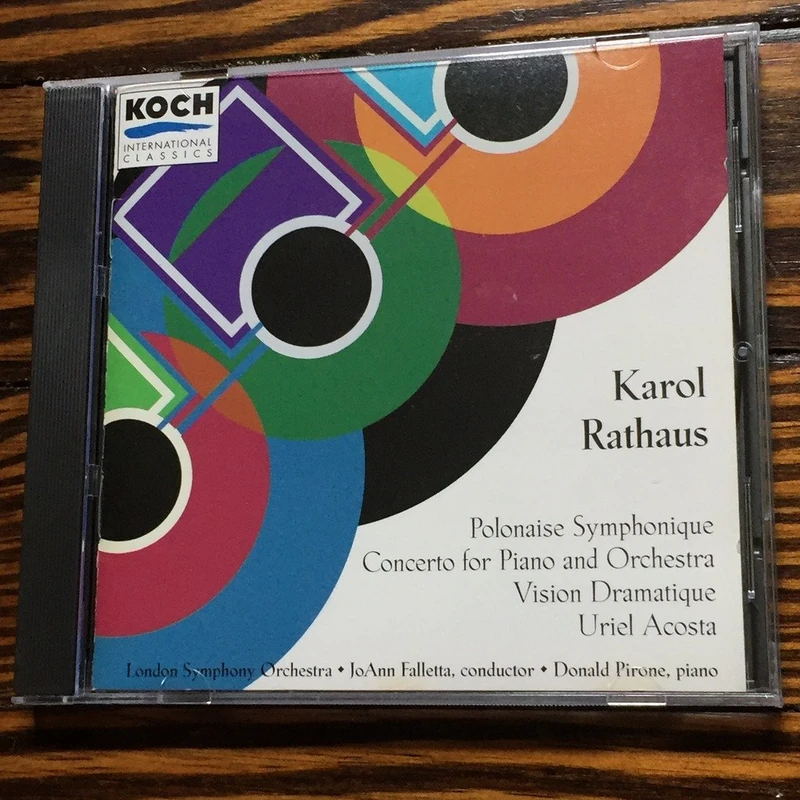 KOCH
INTERNATIONAL
CLASSICS
Karol
Rathaus
Polonaise Symphonique
Concerto for Piano and Orchestra
Vision Dramatique
Uriel Acosta
London Symphony Orchestra • JoAnn Falletta, conductor • Donald Pirone, piano